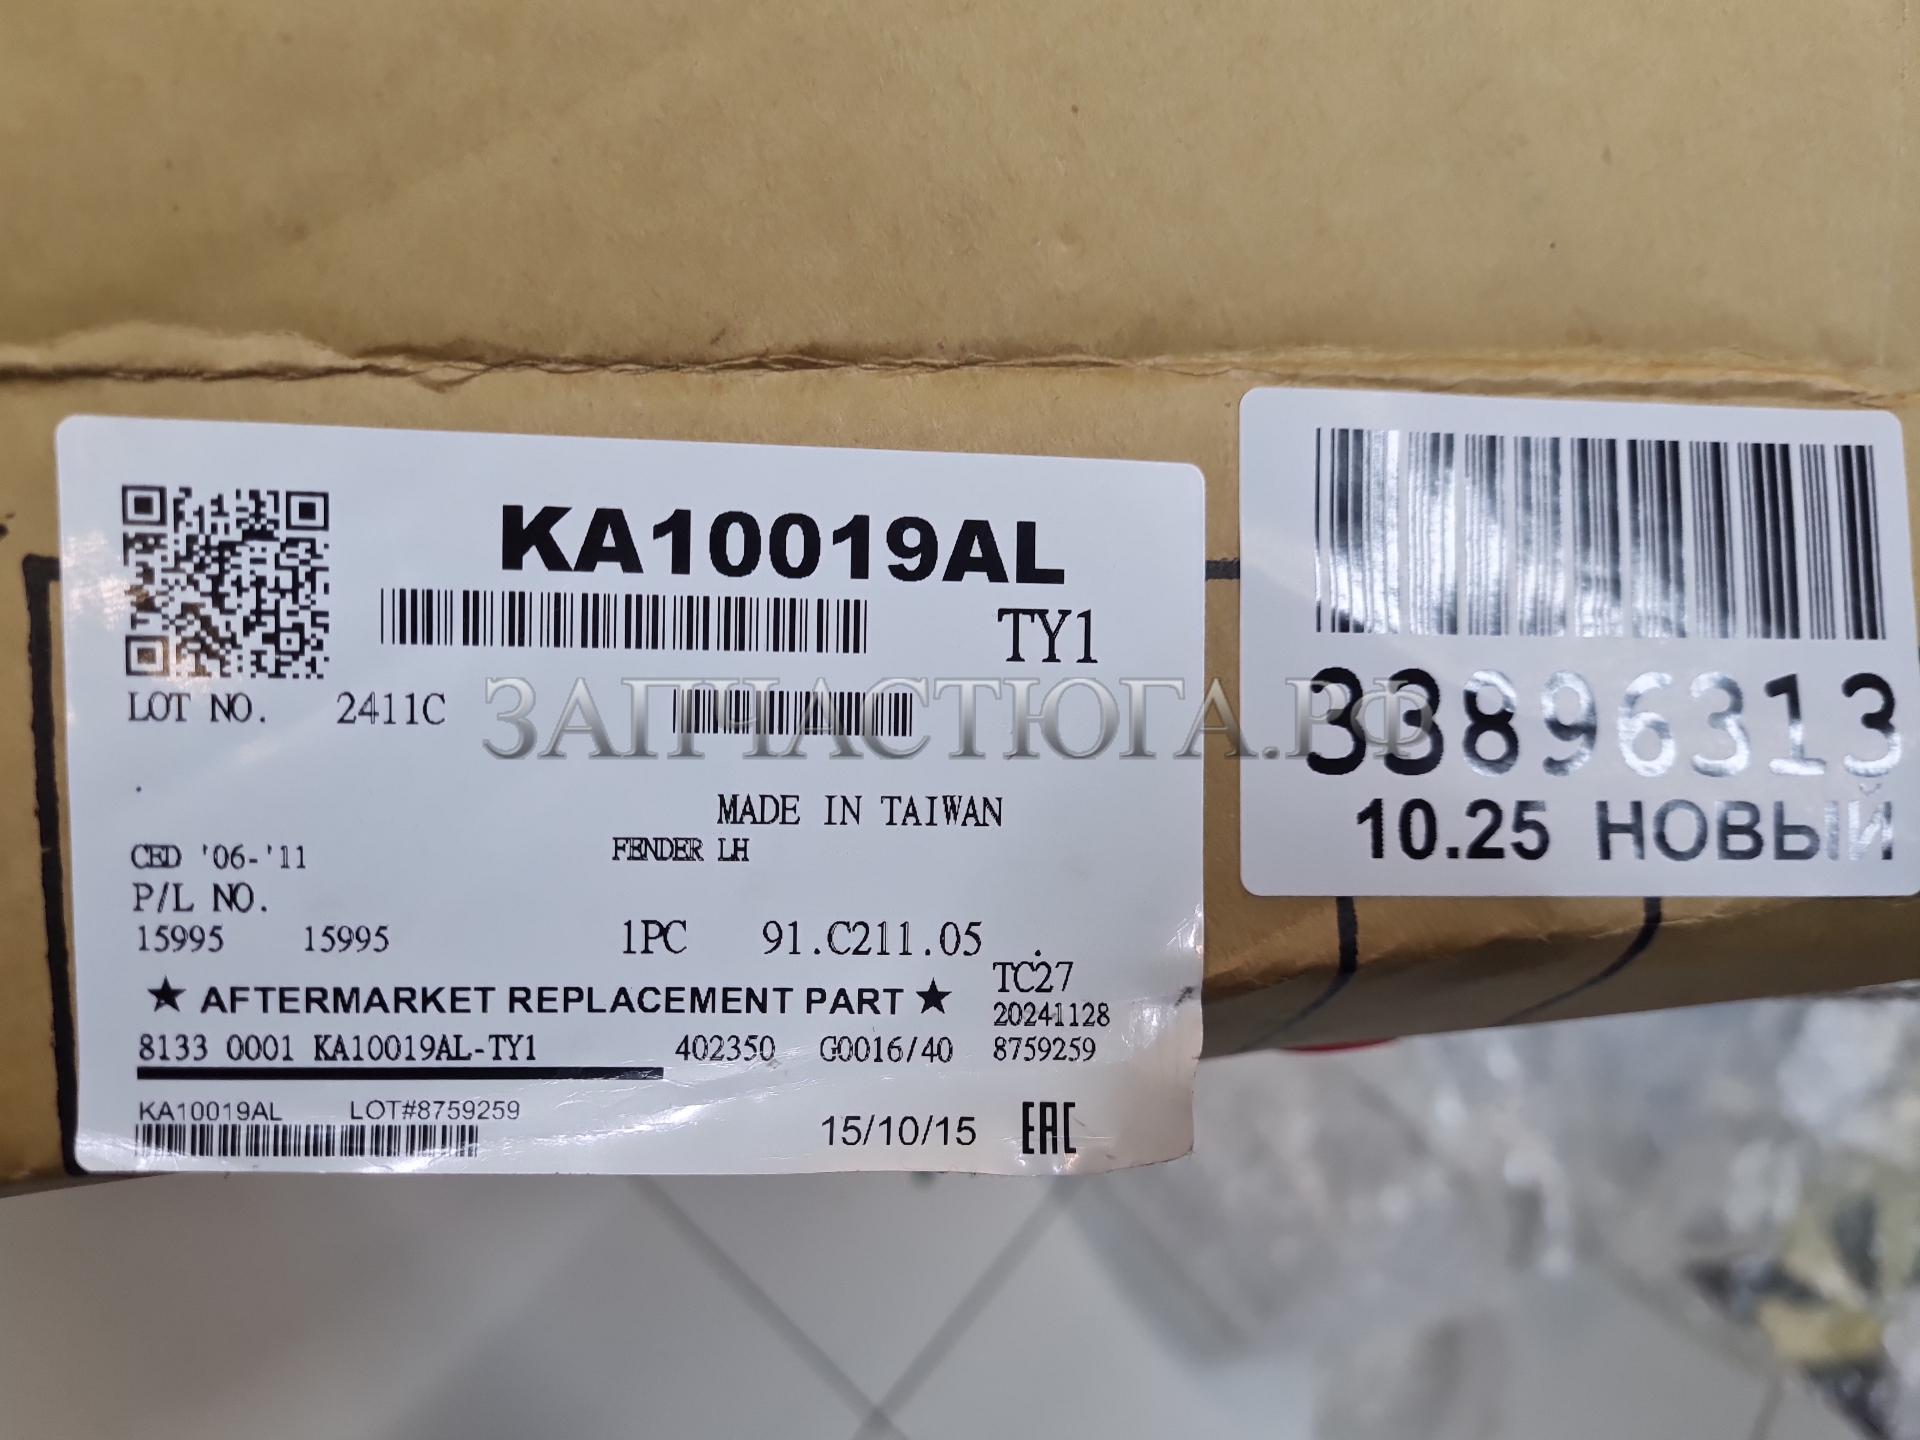 KA10019AL
TY1
LOT NO. 2411C
ЗАПЧАСТЮГА.РФ
MADE IN TAIWAN
CED '06-'11 FENDER LH
P/L NO.
15995 15995 1PC 91.C211.05
TC27
★ AFTERMARKET REPLACEMENT PART ★
20241128
8133 0001 KA10019AL-TY1 402350 G0016/40 8759259
KA10019AL LOT#8759259
15/10/15 EAC
33896313
10.25 НОВЫЙ